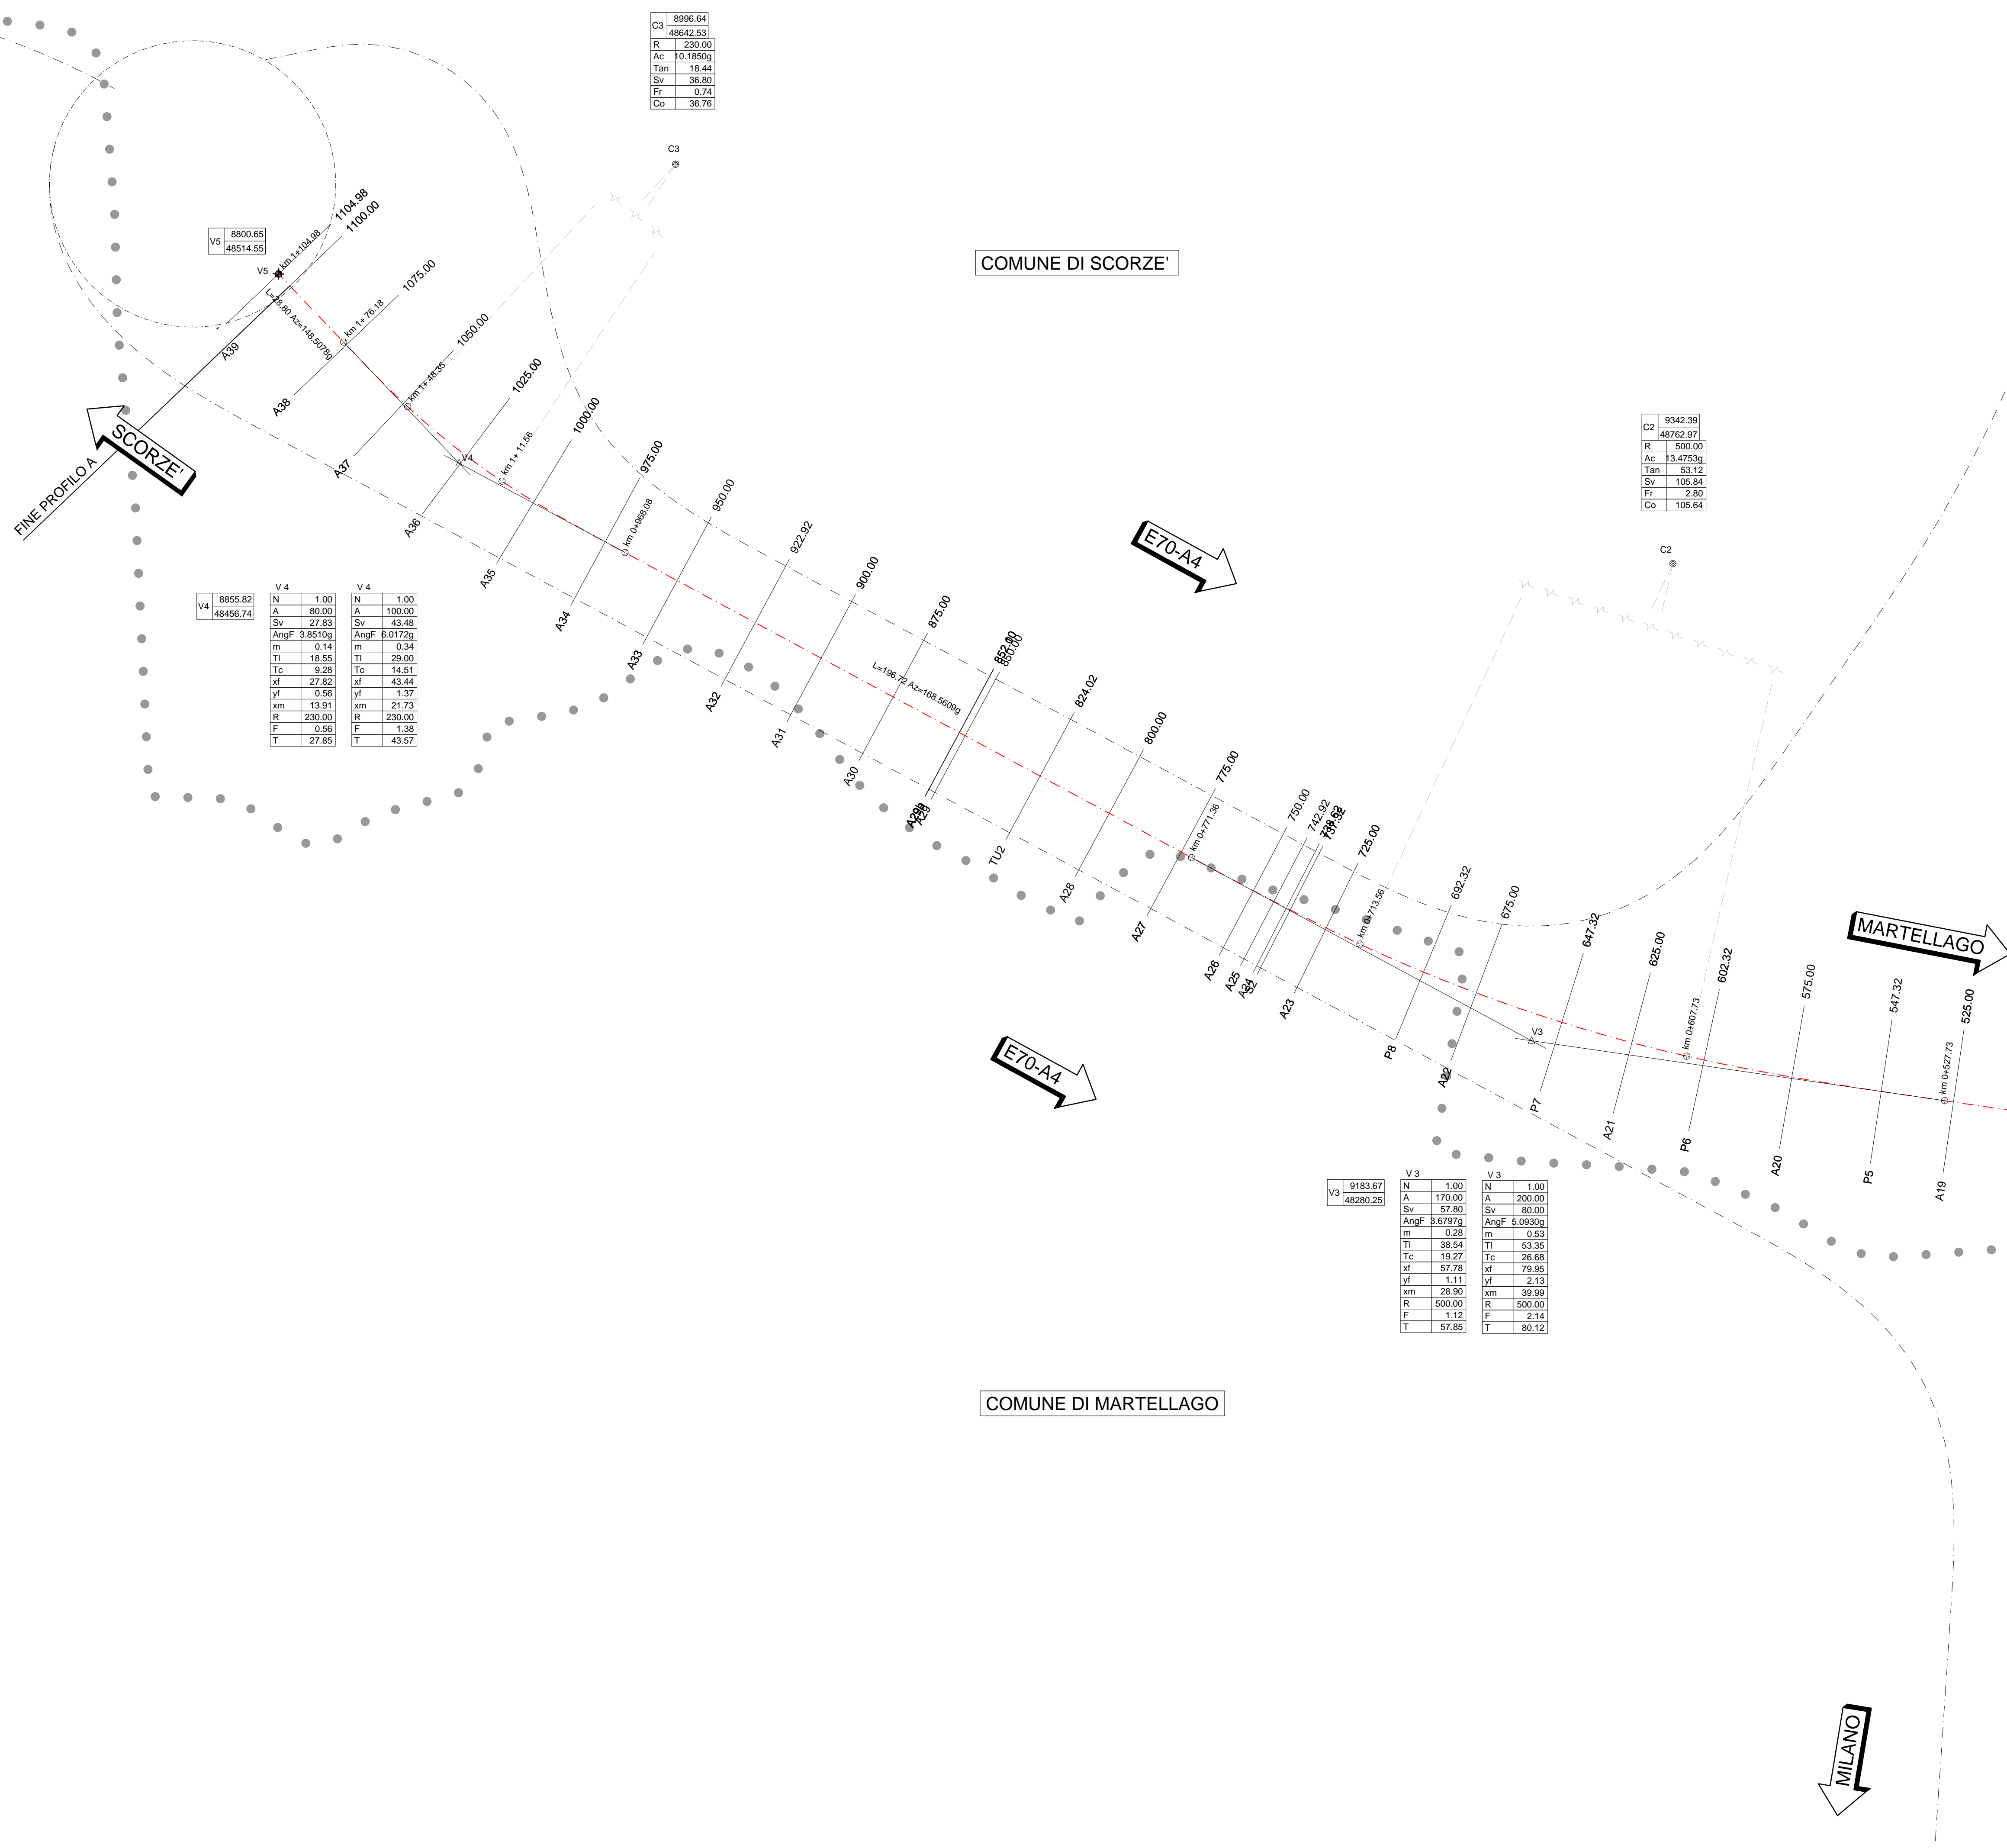 C3 8996.64
48642.53
R 230.00
Ac 10.1850g
Tan 18.44
Sv 36.80
Fr 0.74
Co 36.76
C3
V5 8800.65
48514.55
V5
km 1+104.98
1104.98
1100.00
L=28.80 Az=148.5078g
km 1+ 76.18
1075.00
A39
A38
km 1+ 48.35
1050.00
A37
V4
1025.00
A36
km 1+ 11.56
1000.00
A35
SCORZE'
FINE PROFILO A
COMUNE DI SCORZE'
975.00
A34
km 0+968.08
950.00
A33
922.92
A32
900.00
A31
875.00
A30
L=196.72 Az=168.5609g
850.00
A29
824.02
TU2
800.00
A28
775.00
A27
km 0+771.36
750.00
A26
742.92
A25
737.32
A24
S2
725.00
A23
km 0+713.56
692.32
P8
675.00
A22
647.32
P7
V3
625.00
A21
km 0+607.73
602.32
P6
575.00
A20
547.32
P5
km 0+527.73
525.00
A19
E70-A4
E70-A4
MARTELLAGO
C2 9342.39
48762.97
R 500.00
Ac 13.4753g
Tan 53.12
Sv 105.84
Fr 2.80
Co 105.64
C2
V4 8855.82
48456.74
V 4
N 1.00
A 80.00
Sv 27.83
AngF 3.8510g
m 0.14
Tl 18.55
Tc 9.28
xf 27.82
yf 0.56
xm 13.91
R 230.00
F 0.56
T 27.85
V 4
N 1.00
A 100.00
Sv 43.48
AngF 6.0172g
m 0.34
Tl 29.00
Tc 14.51
xf 43.44
yf 1.37
xm 21.73
R 230.00
F 1.38
T 43.57
V3 9183.67
48280.25
V 3
N 1.00
A 170.00
Sv 57.80
AngF 3.6797g
m 0.28
Tl 38.54
Tc 19.27
xf 57.78
yf 1.11
xm 28.90
R 500.00
F 1.12
T 57.85
V 3
N 1.00
A 200.00
Sv 80.00
AngF 5.0930g
m 0.53
Tl 53.35
Tc 26.68
xf 79.95
yf 2.13
xm 39.99
R 500.00
F 2.14
T 80.12
COMUNE DI MARTELLAGO
MILANO